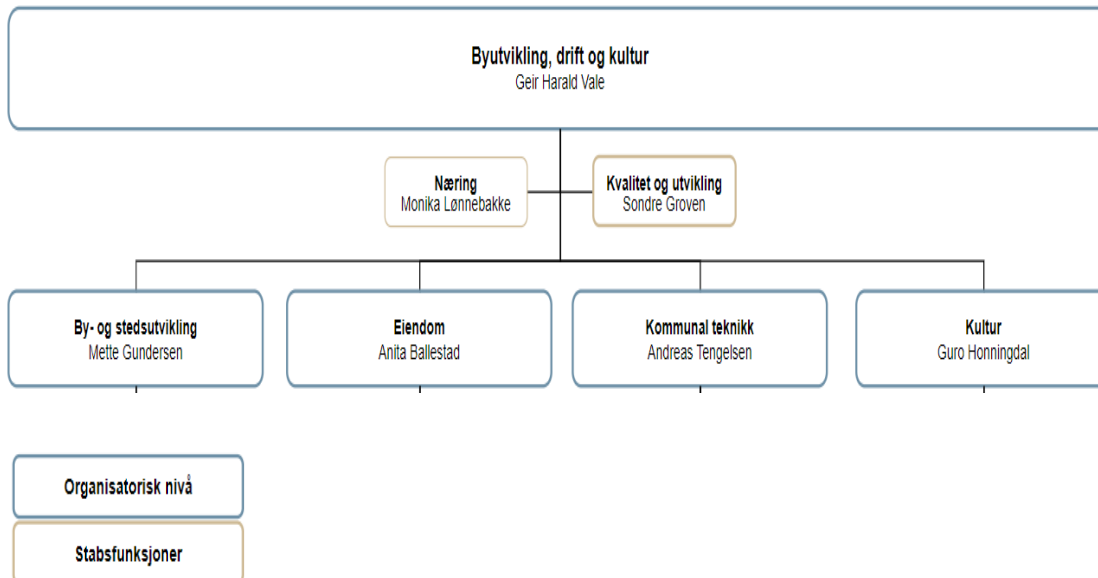 Byutvikling, drift og kultur
Geir Harald Vale
Næring
Monika Lønnebakke
Kvalitet og utvikling
Sondre Groven
By- og stedsutvikling
Mette Gundersen
Eiendom
Anita Ballestad
Kommunal teknikk
Andreas Tengelsen
Kultur
Guro Honningdal
Organisatorisk nivå
Stabsfunksjoner